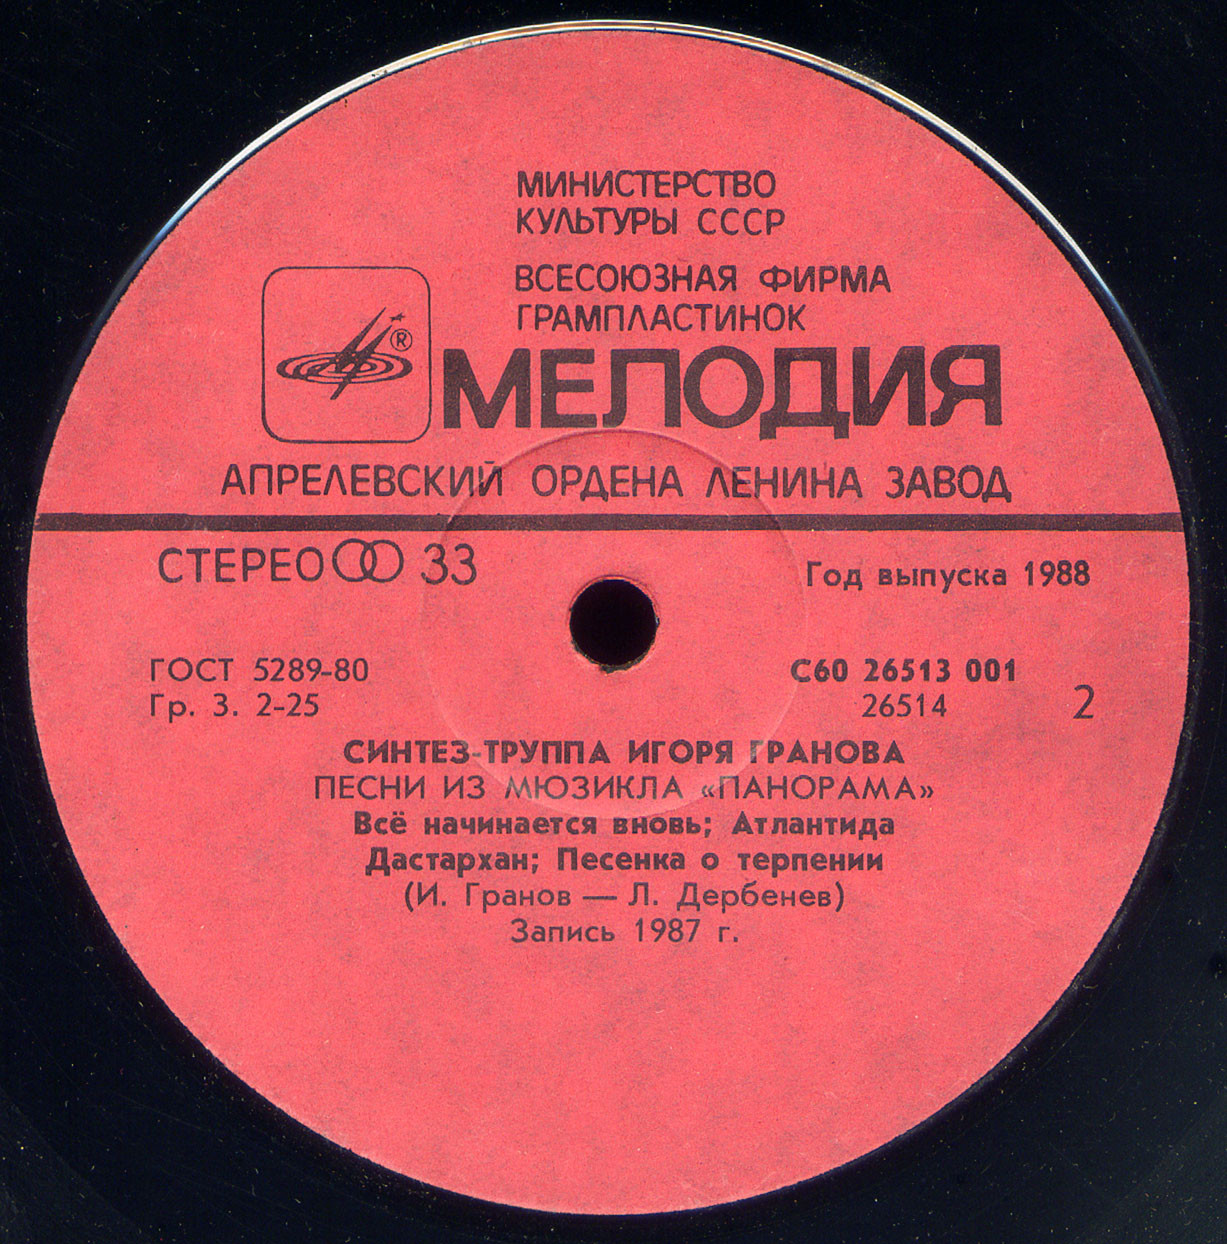 МИНИСТЕРСТВО
КУЛЬТУРЫ СССР
ВСЕСОЮЗНАЯ ФИРМА
ГРАМПЛАСТИНОК
®
МЕЛОДИЯ
АПРЕЛЕВСКИЙ ОРДЕНА ЛЕНИНА ЗАВОД
СТЕРЕО 33
Год выпуска 1988
ГОСТ 5289-80
Гр. 3. 2-25
С60 26513 001
26514
2
СИНТЕЗ-ТРУППА ИГОРЯ ГРАНОВА
ПЕСНИ ИЗ МЮЗИКЛА «ПАНОРАМА»
Всё начинается вновь; Атлантида
Дастархан; Песенка о терпении
(И. Гранов — Л. Дербенев)
Запись 1987 г.